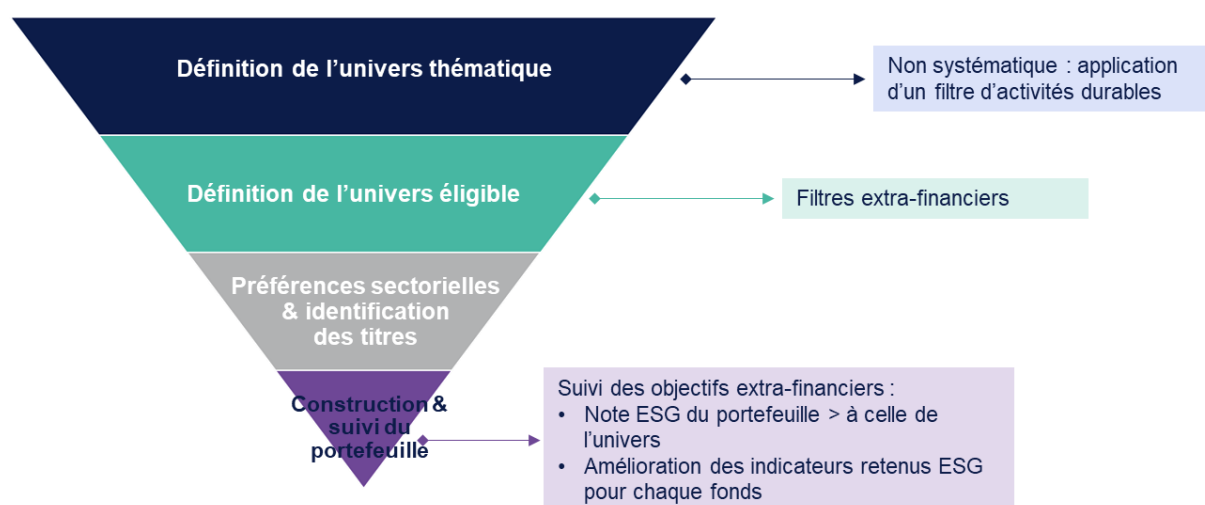 Définition de l’univers thématique
Non systématique : application
d’un filtre d’activités durables
Définition de l’univers éligible
Filtres extra-financiers
Préférences sectorielles
& identification
des titres
Construction &
suivi du
portefeuille
Suivi des objectifs extra-financiers :
• Note ESG du portefeuille > à celle de
l’univers
• Amélioration des indicateurs retenus ESG
pour chaque fonds